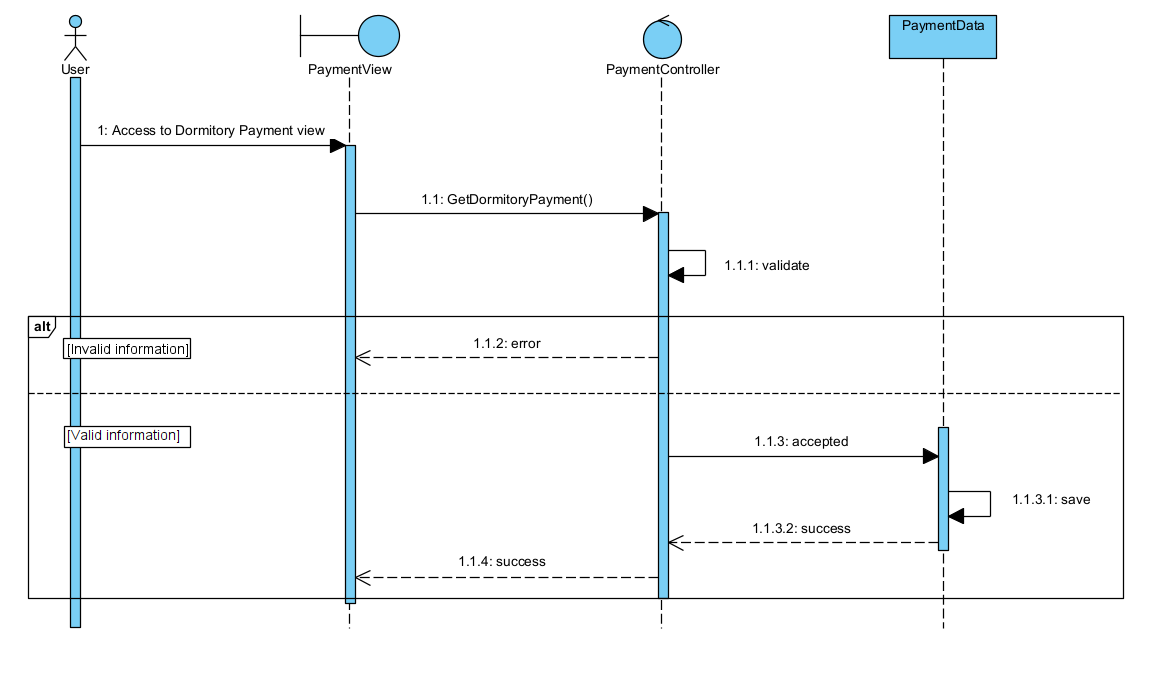 User
PaymentView
PaymentController
PaymentData
1: Access to Dormitory Payment view
1.1: GetDormitoryPayment()
1.1.1: validate
alt
[Invalid information]
1.1.2: error
[Valid information]
1.1.3: accepted
1.1.3.1: save
1.1.3.2: success
1.1.4: success